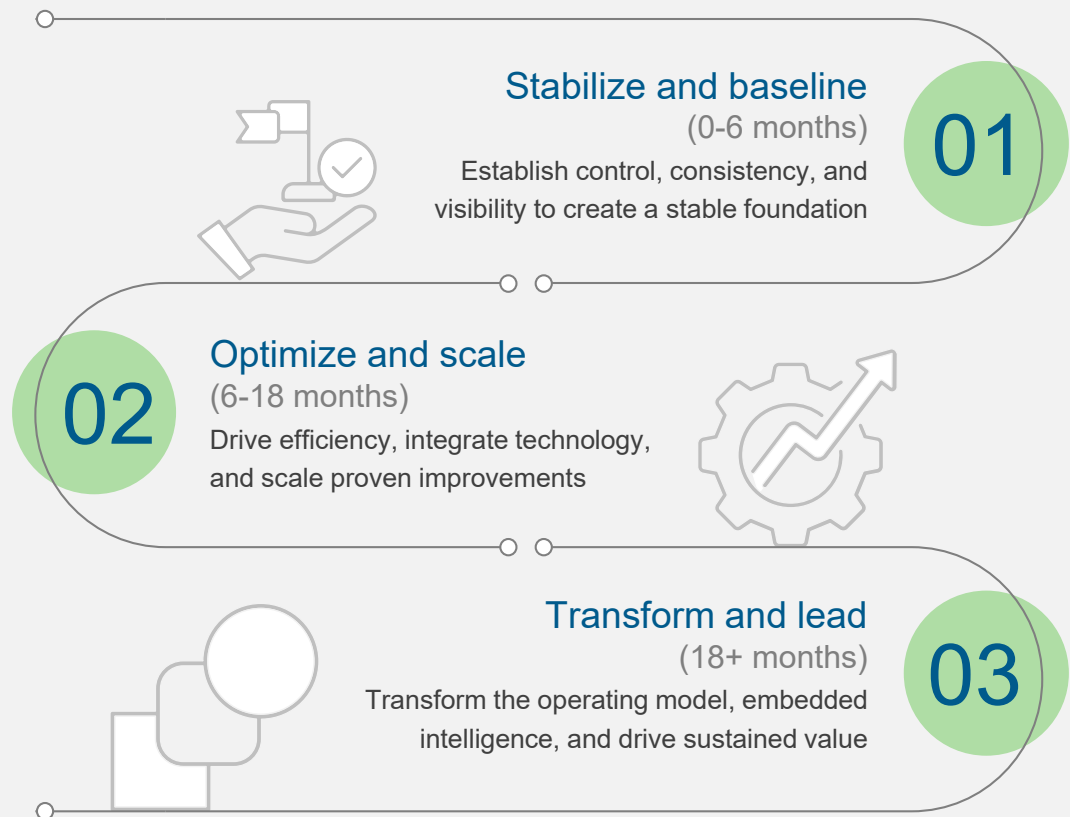 Stabilize and baseline
(0-6 months)
Establish control, consistency, and
visibility to create a stable foundation
01
02
Optimize and scale
(6-18 months)
Drive efficiency, integrate technology,
and scale proven improvements
Transform and lead
(18+ months)
Transform the operating model, embedded
intelligence, and drive sustained value
03